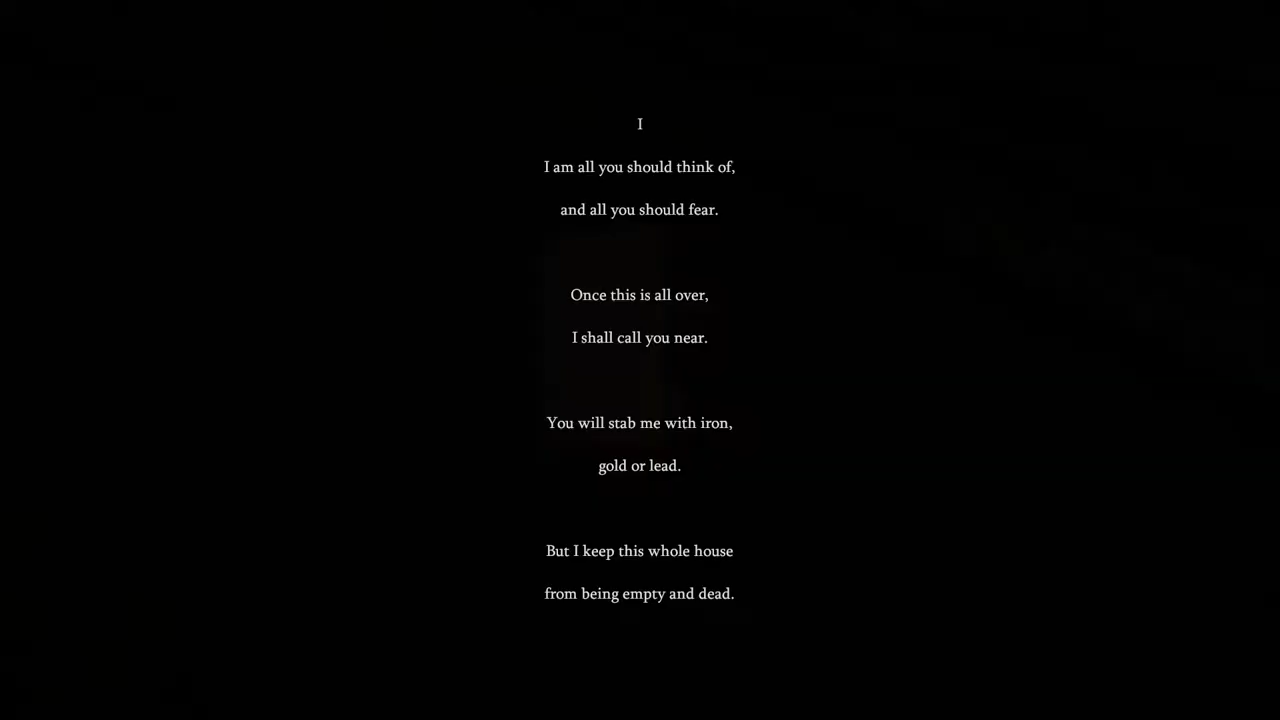 I
I am all you should think of,
and all you should fear.
Once this is all over,
I shall call you near.
You will stab me with iron,
gold or lead.
But I keep this whole house
from being empty and dead.